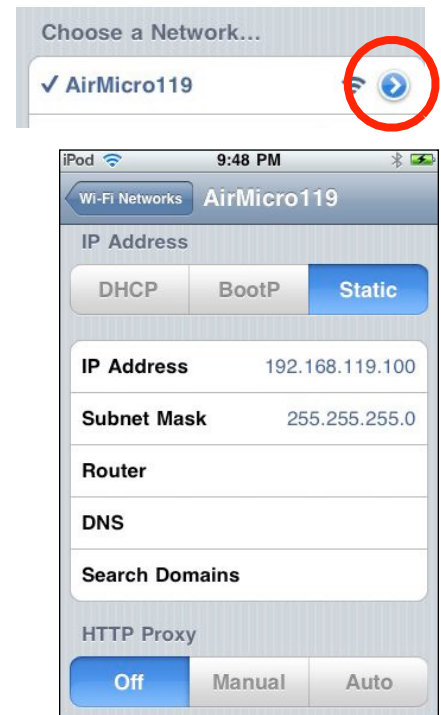 Choose a Network...
✓ AirMicro119
iPod 9:48 PM
Wi-Fi Networks AirMicro119
IP Address
DHCP BootP Static
IP Address 192.168.119.100
Subnet Mask 255.255.255.0
Router
DNS
Search Domains
HTTP Proxy
Off Manual Auto